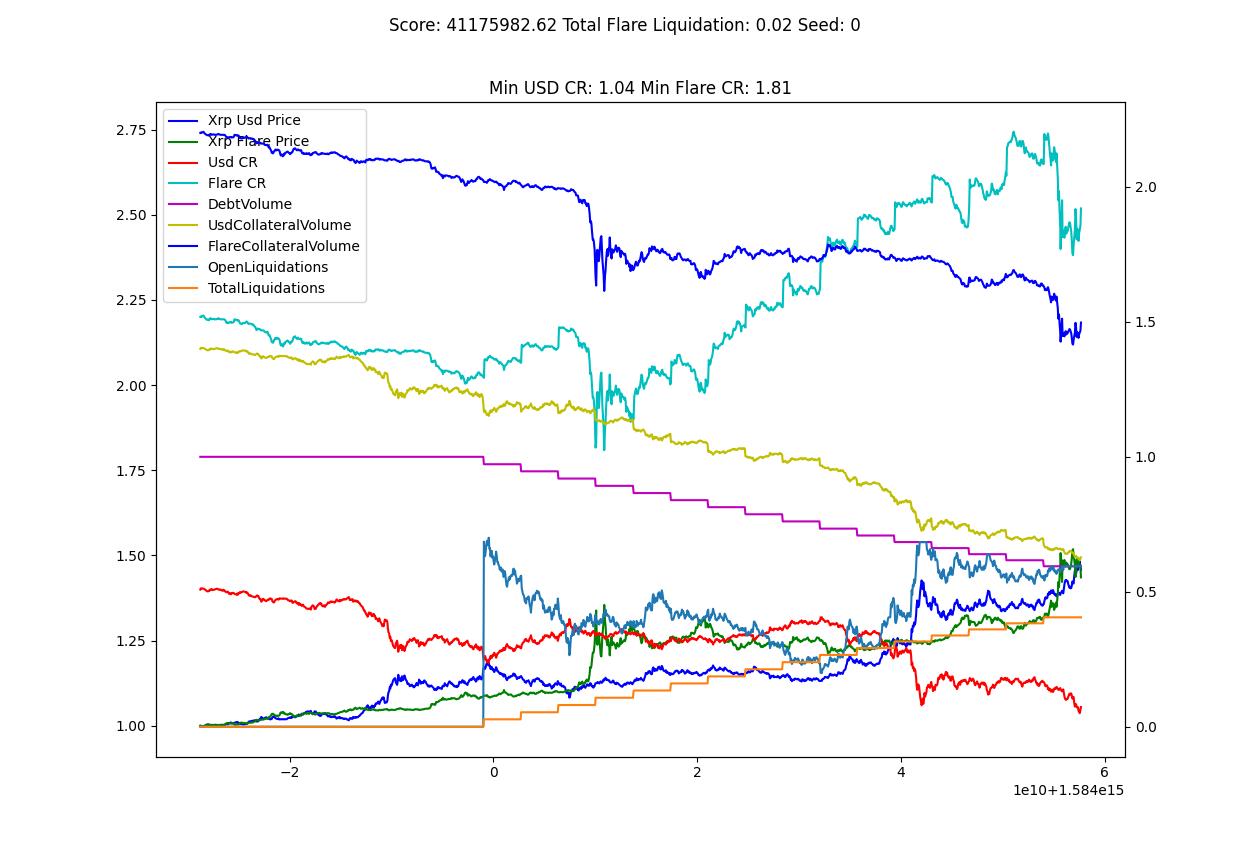 Score: 41175982.62 Total Flare Liquidation: 0.02 Seed: 0
Min USD CR: 1.04 Min Flare CR: 1.81
Xrp Usd Price
Xrp Flare Price
Usd CR
Flare CR
DebtVolume
UsdCollateralVolume
FlareCollateralVolume
OpenLiquidations
TotalLiquidations
2.75
2.50
2.25
2.00
1.75
1.50
1.25
1.00
2.0
1.5
1.0
0.5
0.0
−2 0 2 4 6
1e10+1.584e15